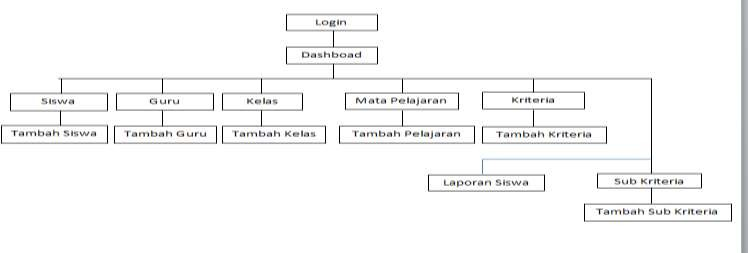 Login
Dashboad
Siswa
Guru
Kelas
Mata Pelajaran
Kriteria
Tambah Siswa
Tambah Guru
Tambah Kelas
Tambah Pelajaran
Tambah Kriteria
Laporan Siswa
Sub Kriteria
Tambah Sub Kriteria